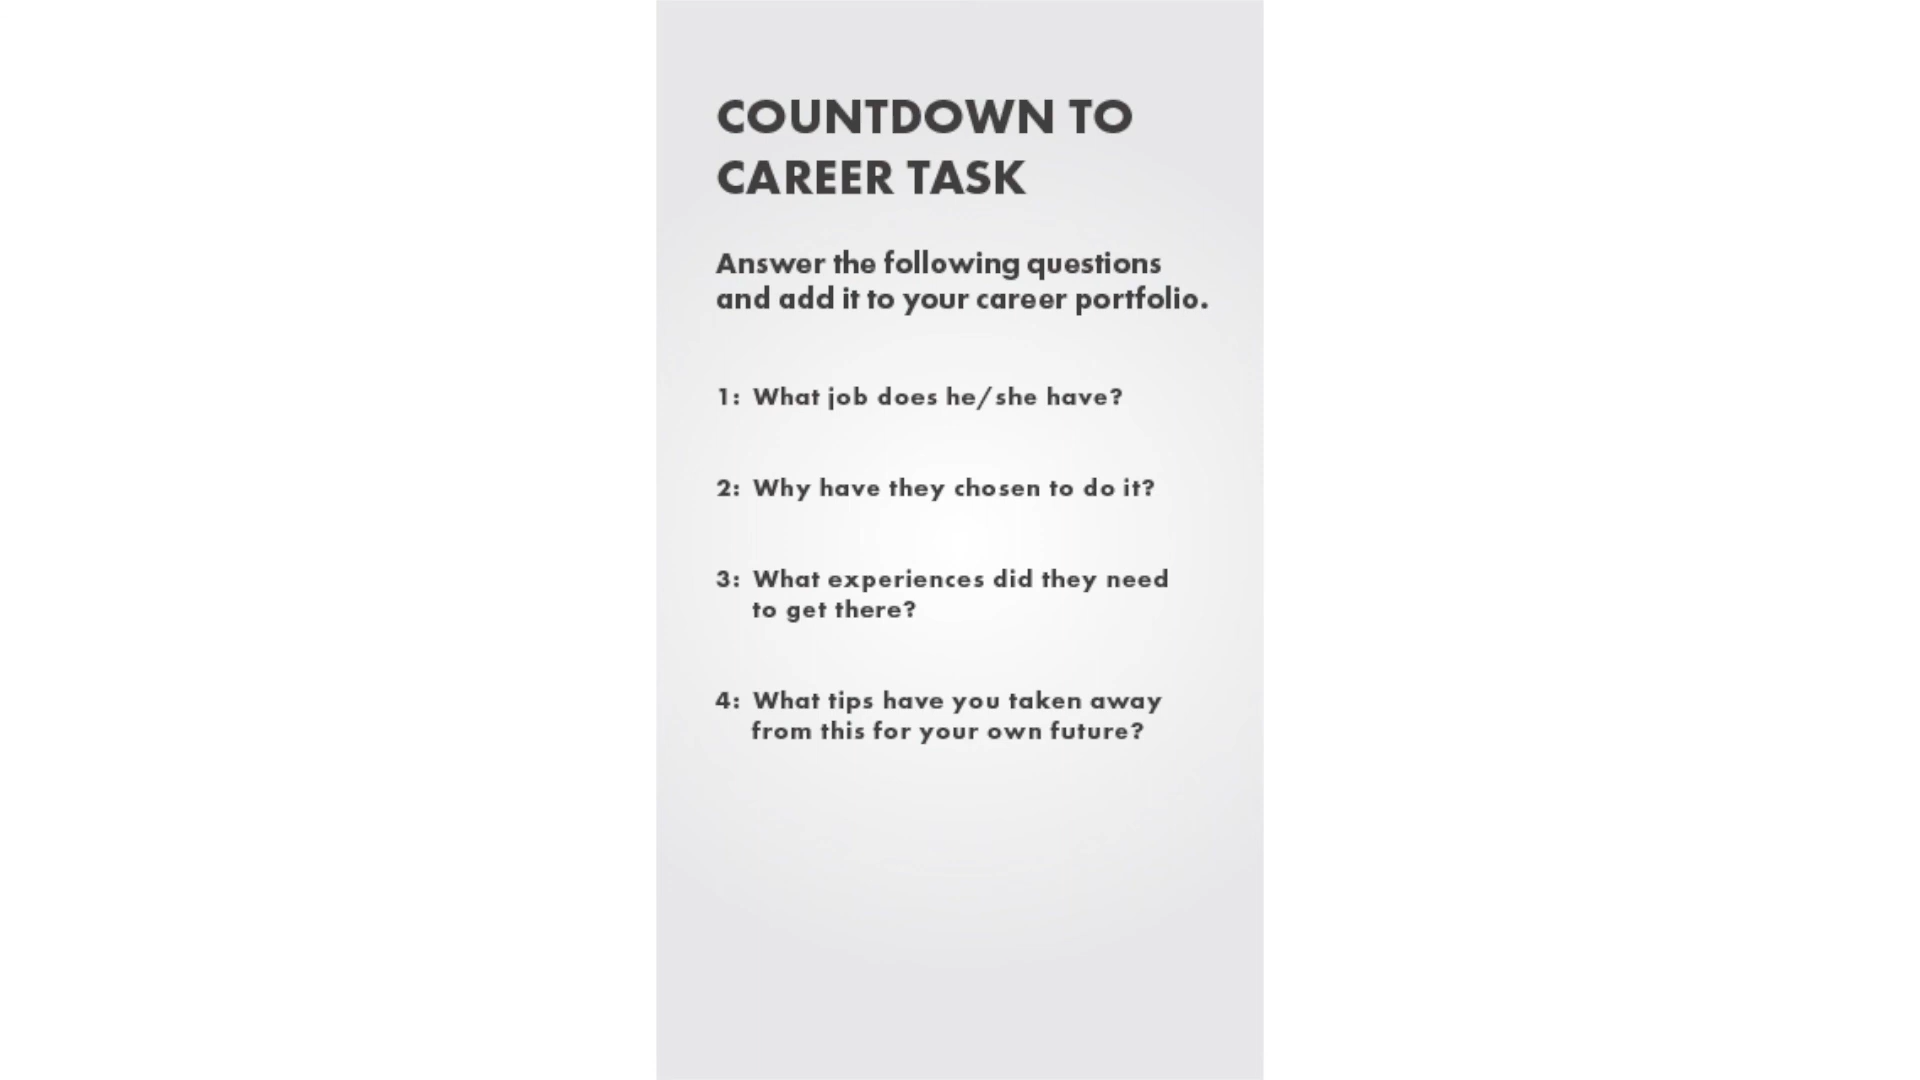 COUNTDOWN TO
CAREER TASK
Answer the following questions
and add it to your career portfolio.
1: What job does he/she have?
2: Why have they chosen to do it?
3: What experiences did they need
to get there?
4: What tips have you taken away
from this for your own future?